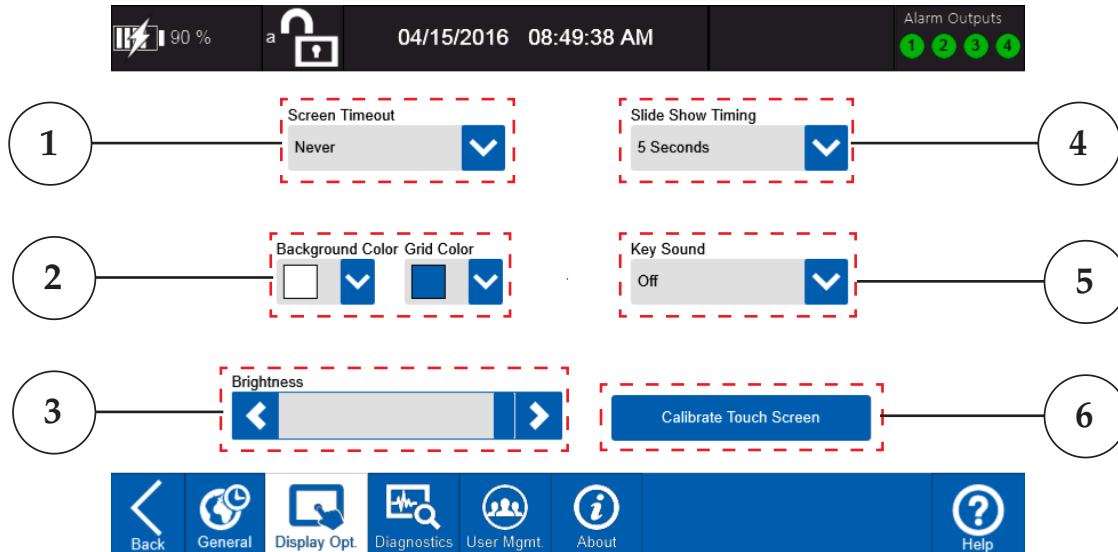 90 %
a
04/15/2016 08:49:38 AM
Alarm Outputs
1 2 3 4
1
Screen Timeout
Never
Slide Show Timing
5 Seconds
4
2
Background Color Grid Color
Key Sound
Off
5
3
Brightness
Calibrate Touch Screen
6
Back
General
Display Opt.
Diagnostics
User Mgmt.
About
Help